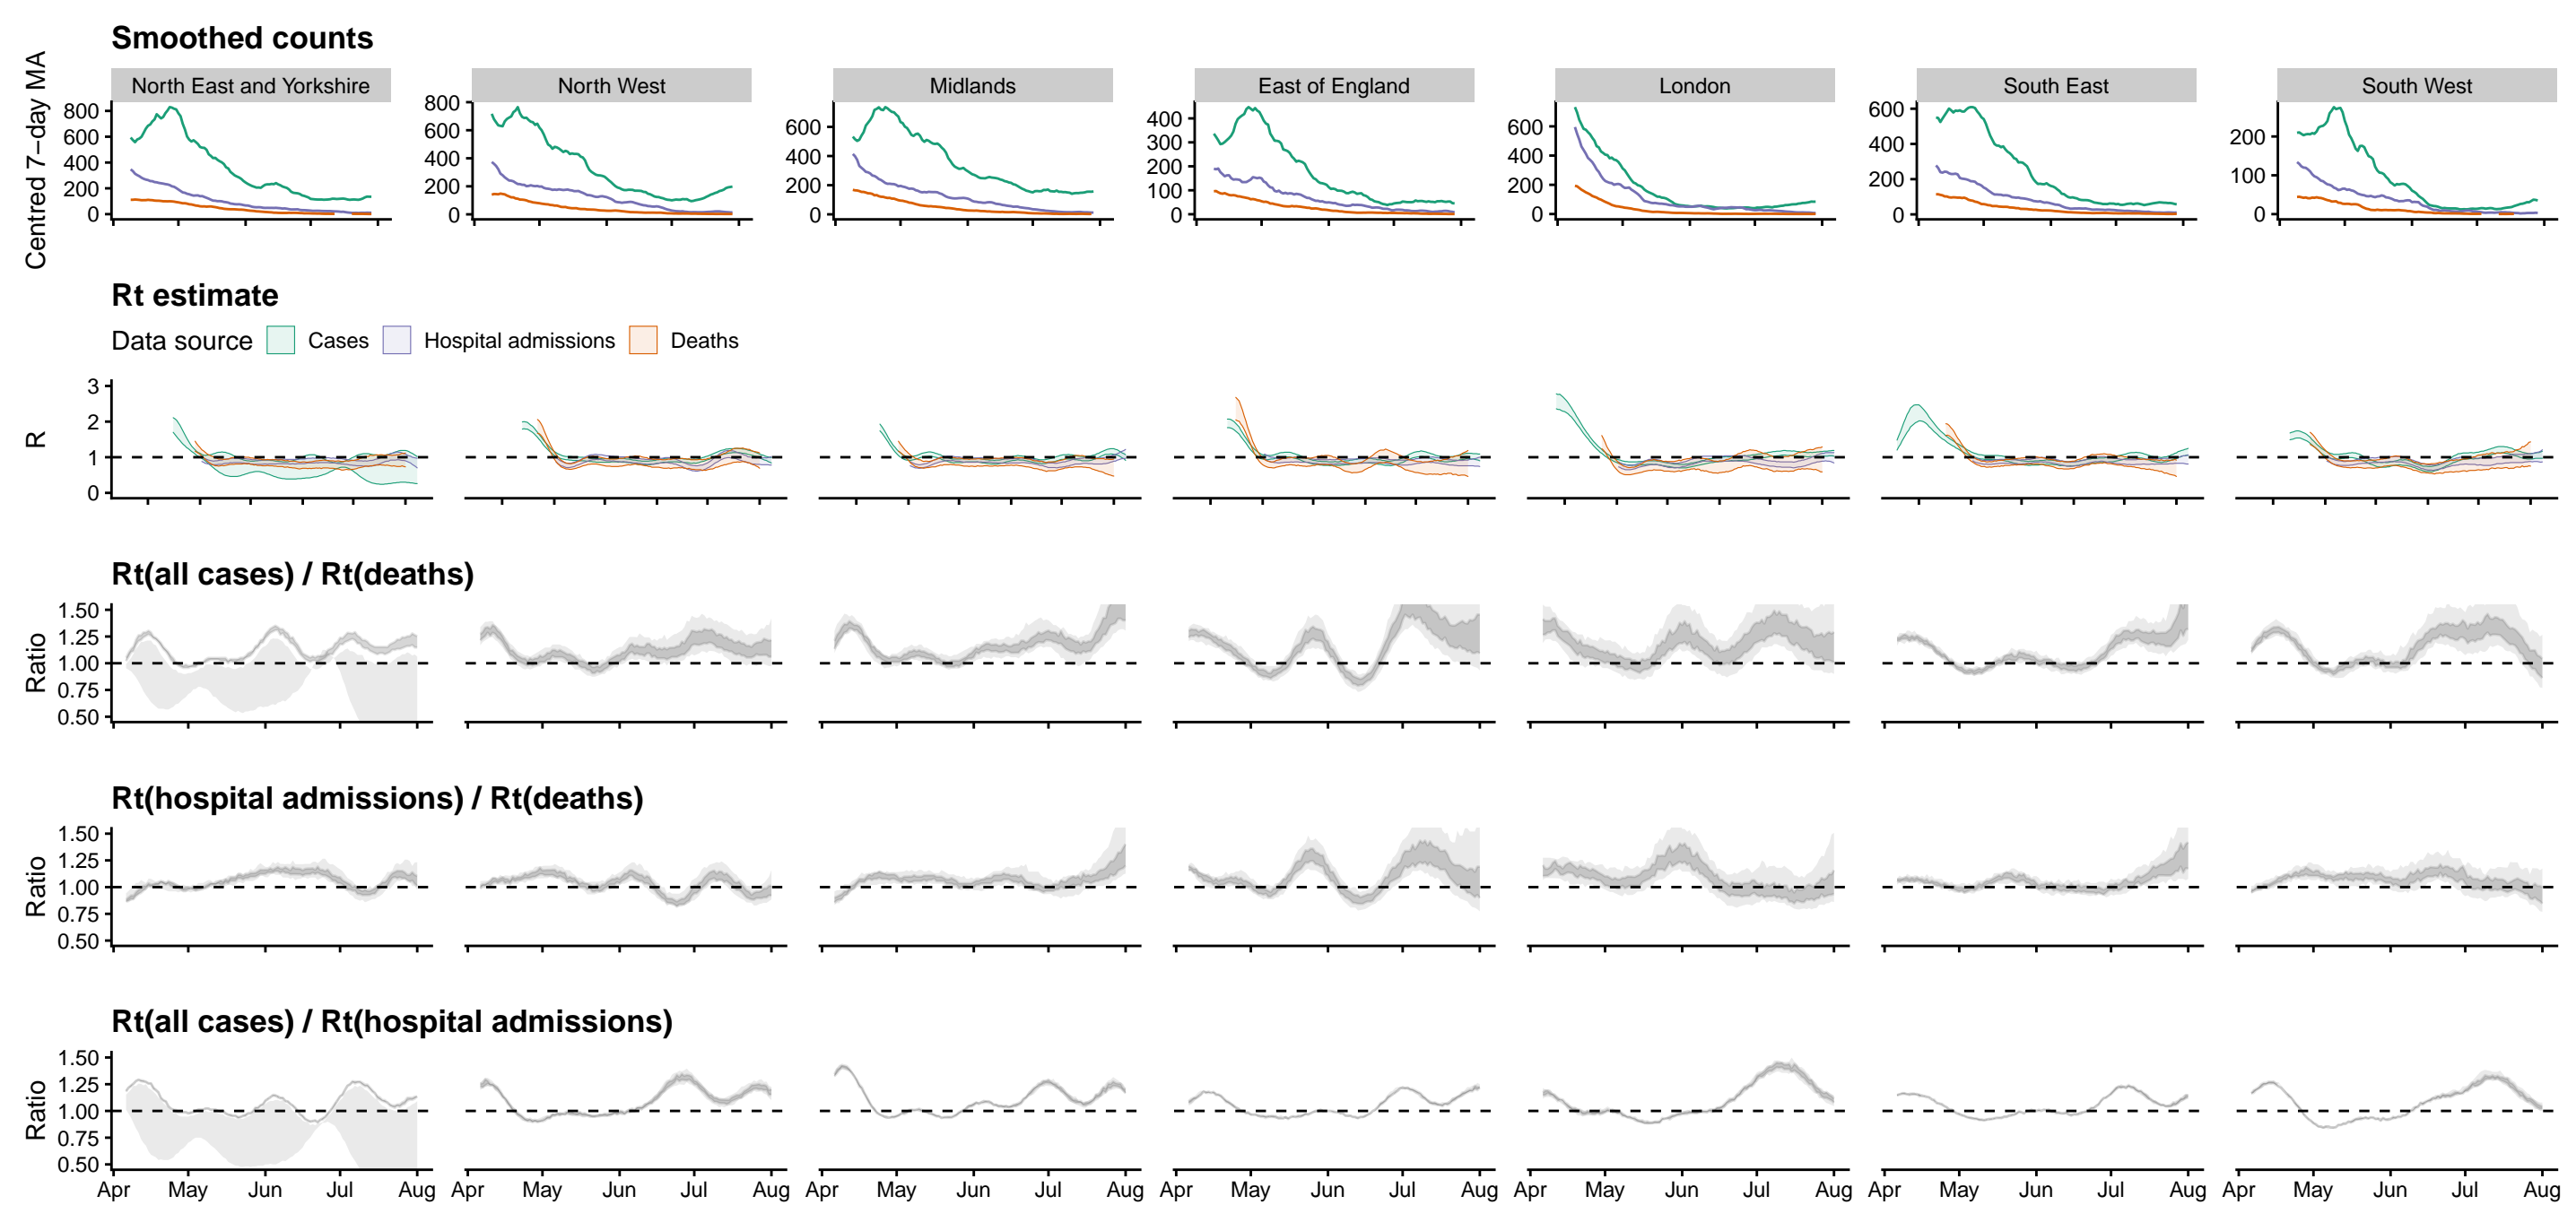 Smoothed counts
Centred 7–day MA
North East and Yorkshire
North West
Midlands
East of England
London
South East
South West
800
600
400
200
0
800
600
400
200
0
600
400
200
0
400
300
200
100
0
600
400
200
0
600
400
200
0
200
100
0
Rt estimate
Data source Cases Hospital admissions Deaths
R
3
2
1
0
Rt(all cases) / Rt(deaths)
Ratio
1.50
1.25
1.00
0.75
0.50
Rt(hospital admissions) / Rt(deaths)
Ratio
1.50
1.25
1.00
0.75
0.50
Rt(all cases) / Rt(hospital admissions)
Ratio
1.50
1.25
1.00
0.75
0.50
Apr May Jun Jul Aug
Apr May Jun Jul Aug
Apr May Jun Jul Aug
Apr May Jun Jul Aug
Apr May Jun Jul Aug
Apr May Jun Jul Aug
Apr May Jun Jul Aug